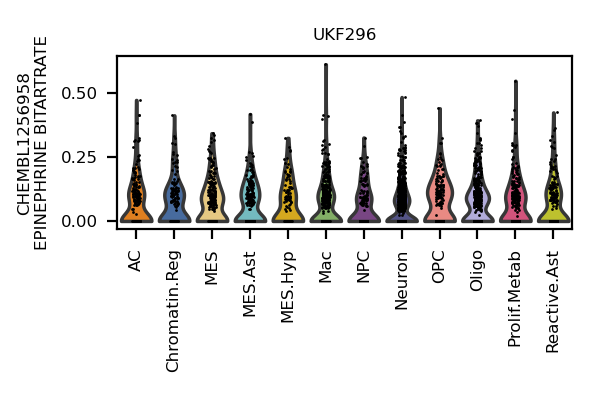 UKF296
CHEMBL1256958
EPINEPHRINE BITARTRATE
0.50
0.25
0.00
AC
Chromatin.Reg
MES
MES.Ast
MES.Hyp
Mac
NPC
Neuron
OPC
Oligo
Prolif.Metab
Reactive.Ast